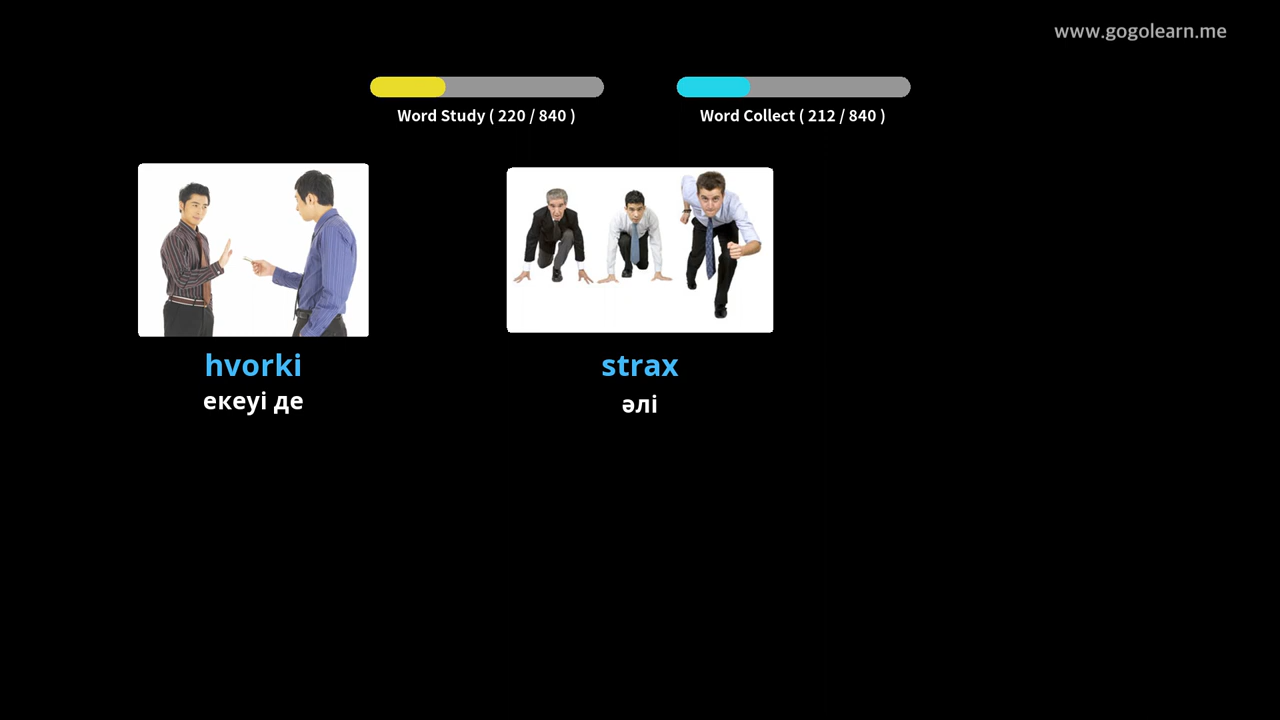 www.gogolearn.me
Word Study ( 220 / 840 )
Word Collect ( 212 / 840 )
hvorki
екеуі де
strax
әлі